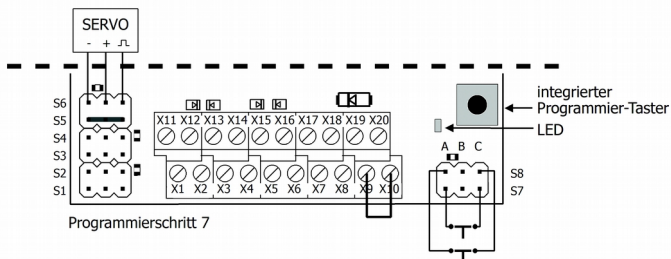 SERVO
- + ⎍
integrierter
Programmier-Taster
LED
S6
S5
S4
S3
S2
S1
X11 X12 X13 X14 X15 X16 X17 X18 X19 X20
X1 X2 X3 X4 X5 X6 X7 X8 X9 X10
A B C
S8
S7
Programmierschritt 7